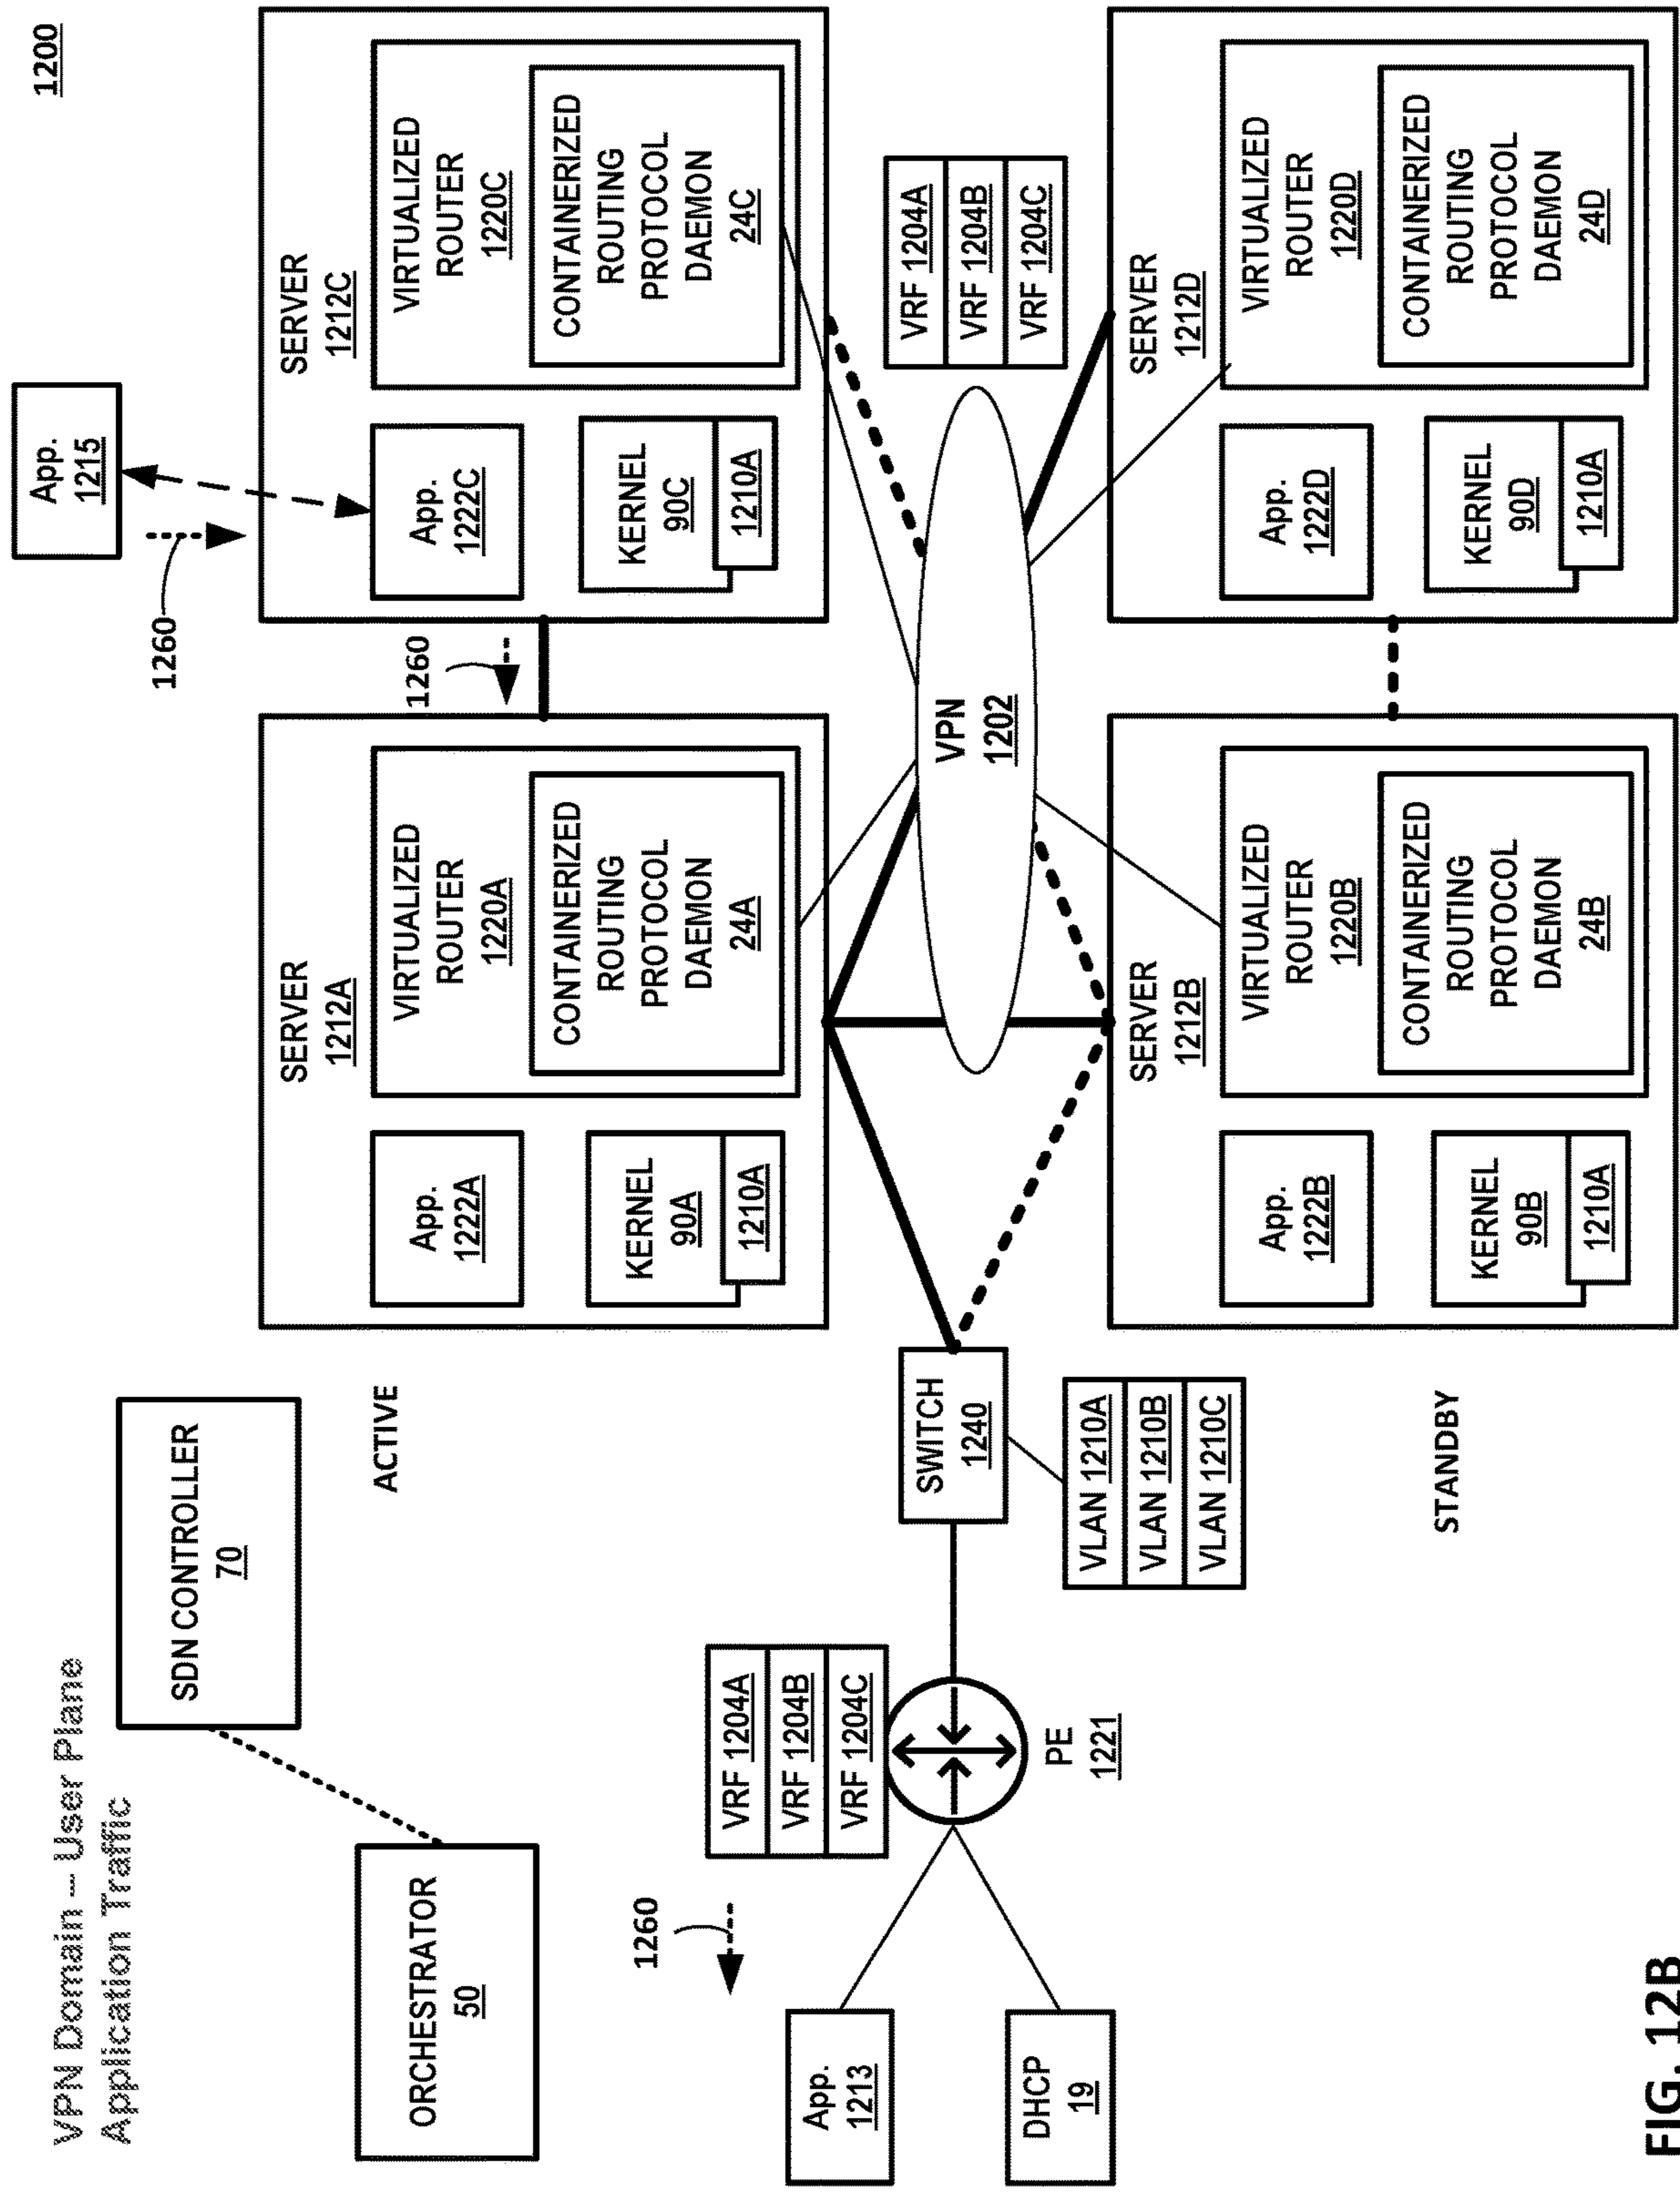 VPN Domain – User Plane
Application Traffic
1200
SDN CONTROLLER
70
ORCHESTRATOR
50
ACTIVE
STANDBY
App.
1215
1260
1260
1260
SERVER
1212A
VIRTUALIZED
ROUTER
1220A
CONTAINERIZED
ROUTING
PROTOCOL
DAEMON
24A
App.
1222A
KERNEL
90A
1210A
SERVER
1212C
VIRTUALIZED
ROUTER
1220C
CONTAINERIZED
ROUTING
PROTOCOL
DAEMON
24C
App.
1222C
KERNEL
90C
1210A
VRF 1204A
VRF 1204B
VRF 1204C
PE
1221
App.
1213
DHCP
19
SWITCH
1240
VLAN 1210A
VLAN 1210B
VLAN 1210C
VPN
1202
VRF 1204A
VRF 1204B
VRF 1204C
SERVER
1212B
VIRTUALIZED
ROUTER
1220B
CONTAINERIZED
ROUTING
PROTOCOL
DAEMON
24B
App.
1222B
KERNEL
90B
1210A
SERVER
1212D
VIRTUALIZED
ROUTER
1220D
CONTAINERIZED
ROUTING
PROTOCOL
DAEMON
24D
App.
1222D
KERNEL
90D
1210A
FIG. 12B